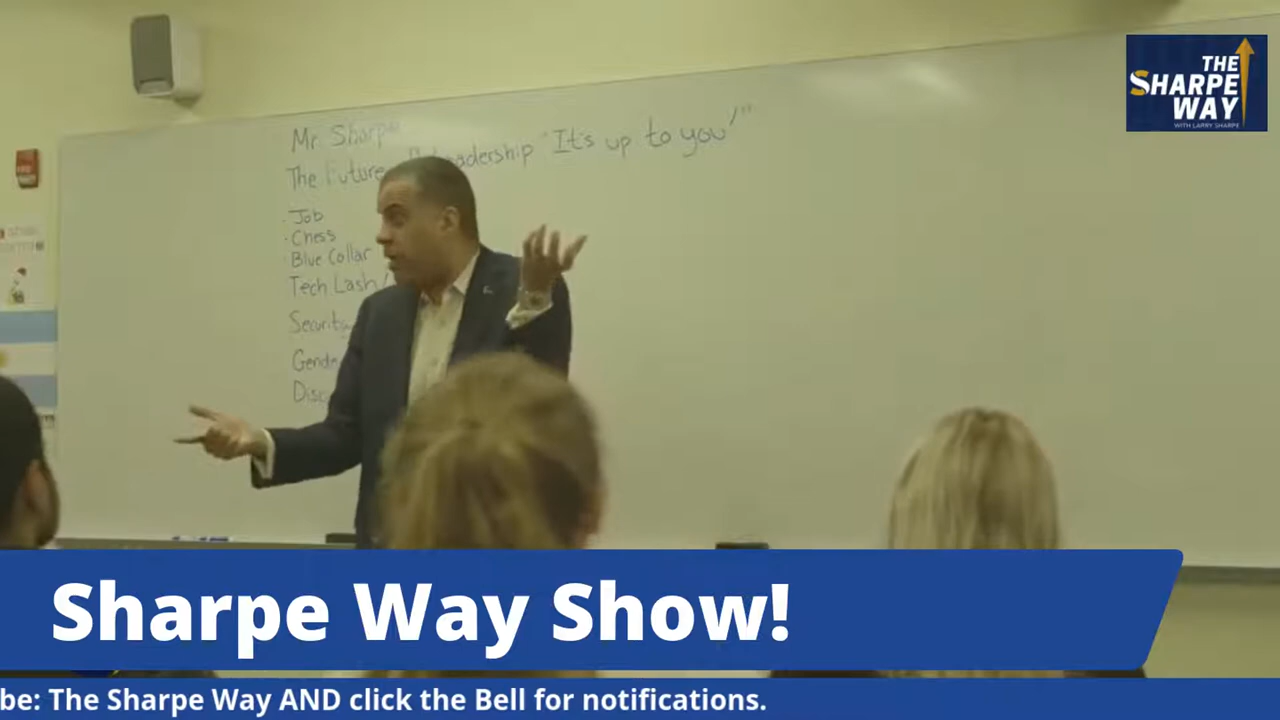 THE
SHARPE
WAY
WITH LARRY SHARPE
Mr. Sharpe
The Future Leadership "It's up to you!"
· Job
· Chess
· Blue Collar
Tech Lash /
Security
Sharpe Way Show!
be: The Sharpe Way AND click the Bell for notifications.